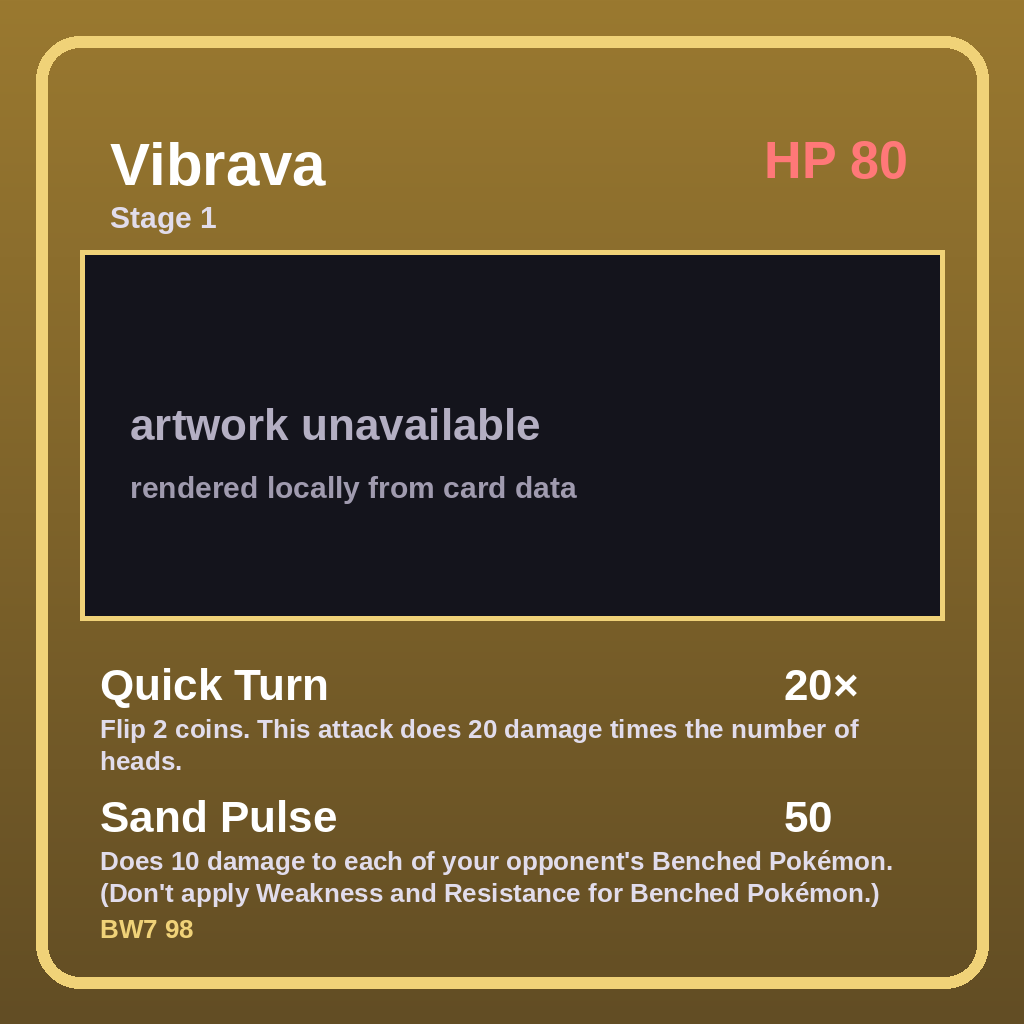 Vibrava
HP 80
Stage 1
artwork unavailable
rendered locally from card data
Quick Turn
20×
Flip 2 coins. This attack does 20 damage times the number of
heads.
Sand Pulse
50
Does 10 damage to each of your opponent's Benched Pokémon.
(Don't apply Weakness and Resistance for Benched Pokémon.)
BW7 98